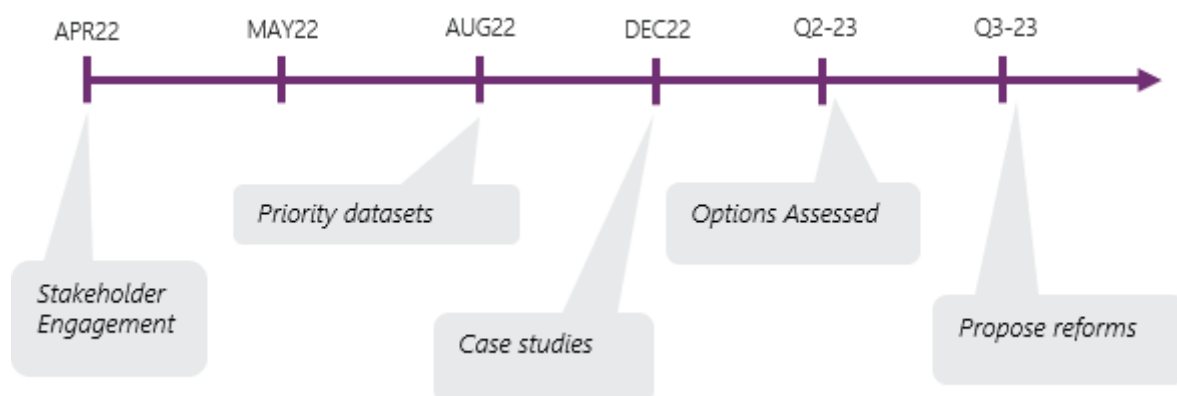 APR22
MAY22
AUG22
DEC22
Q2-23
Q3-23
Priority datasets
Options Assessed
Stakeholder
Engagement
Case studies
Propose reforms